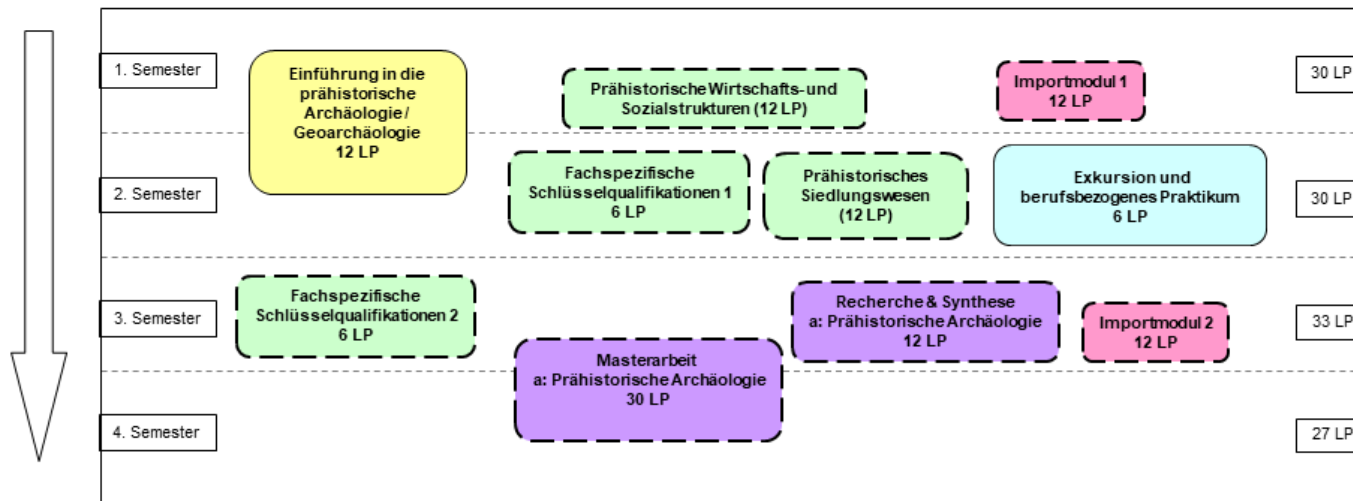 1. Semester
Einführung in die
prähistorische
Archäologie /
Geoarchäologie
12 LP
Prähistorische Wirtschafts- und
Sozialstrukturen (12 LP)
Importmodul 1
12 LP
30 LP
2. Semester
Fachspezifische
Schlüsselqualifikationen 1
6 LP
Prähistorisches
Siedlungswesen
(12 LP)
Exkursion und
berufsbezogenes Praktikum
6 LP
30 LP
3. Semester
Fachspezifische
Schlüsselqualifikationen 2
6 LP
Recherche & Synthese
a: Prähistorische Archäologie
12 LP
Importmodul 2
12 LP
33 LP
Masterarbeit
a: Prähistorische Archäologie
30 LP
4. Semester
27 LP